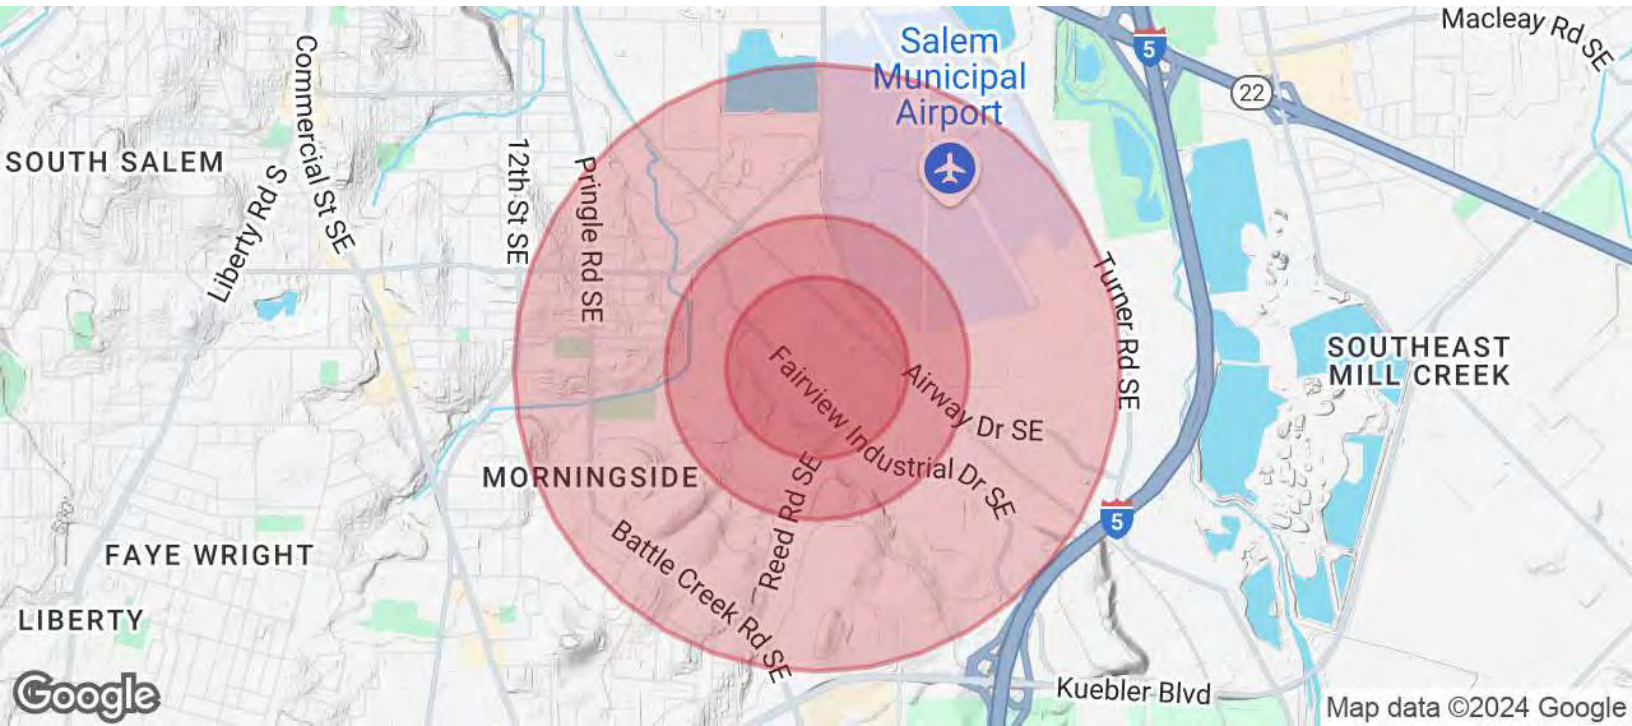 Macleay Rd SE
5
Salem
Municipal
Airport
22
Commercial St SE
SOUTH SALEM
12th St SE
Pringle Rd SE
Liberty Rd S
Turner Rd SE
SOUTHEAST
MILL CREEK
Fairview Industrial Dr SE
Airway Dr SE
MORNINGSIDE
Reed Rd SE
5
Battle Creek Rd SE
FAYE WRIGHT
LIBERTY
Kuebler Blvd
Google
Map data ©2024 Google